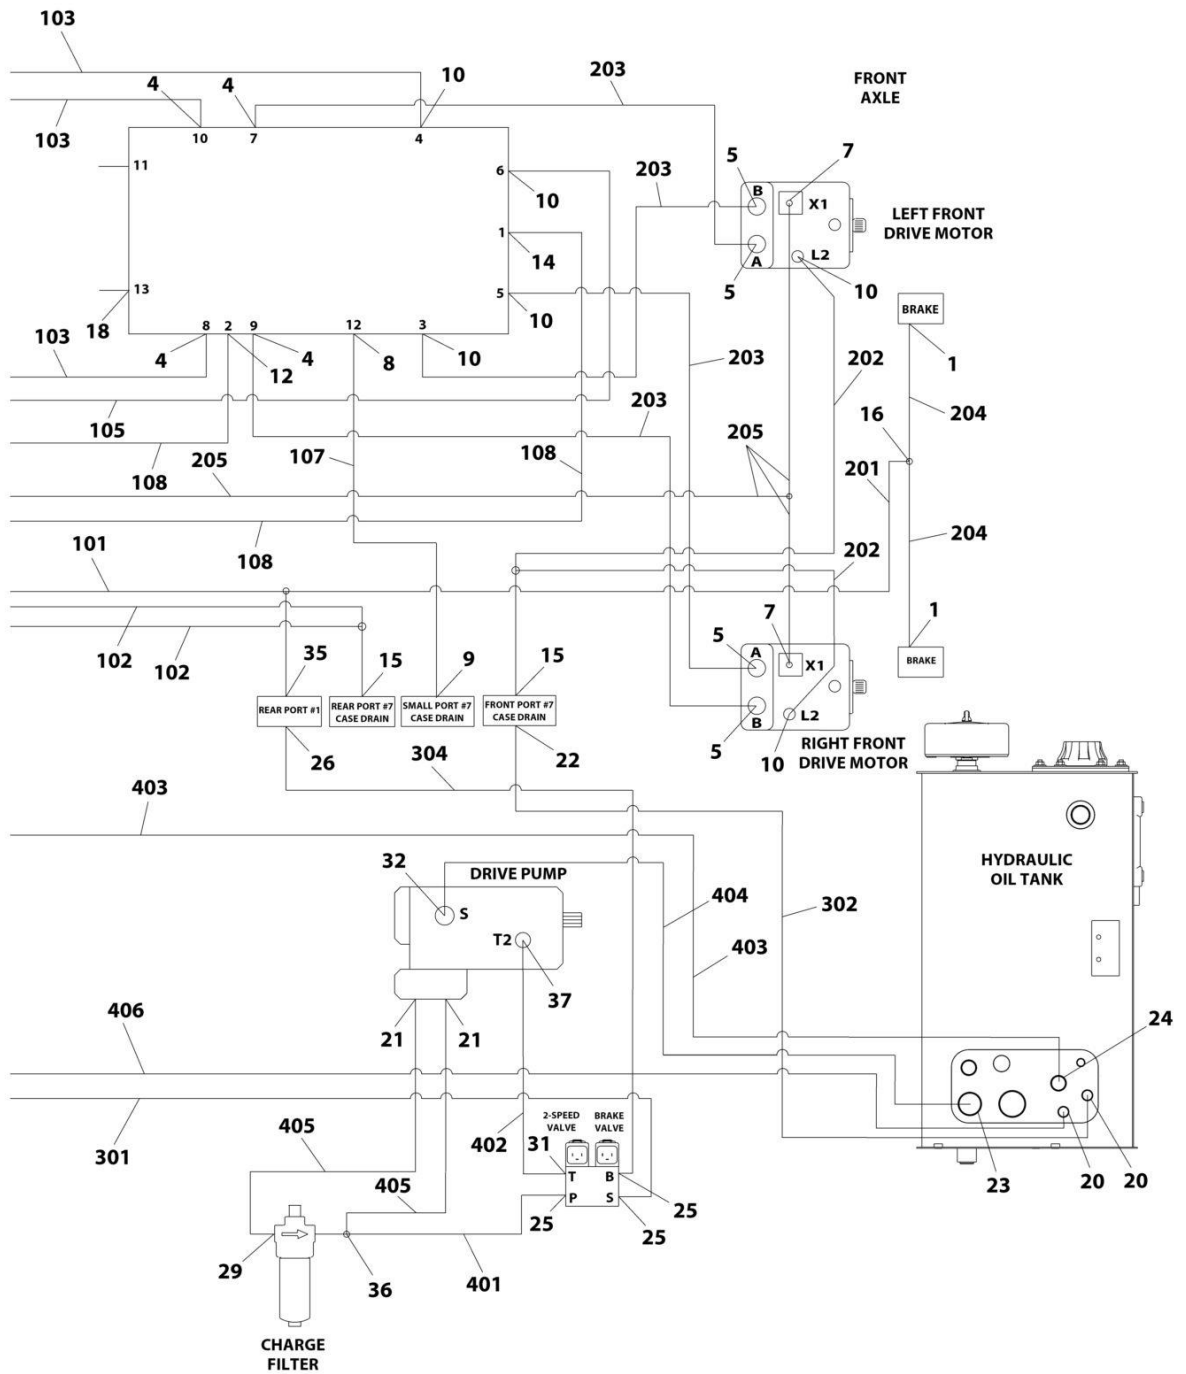 103
4
4
10
203
FRONT
AXLE
103
10
7
4
11
6
10
203
5
7
B
X1
LEFT FRONT
DRIVE MOTOR
1
14
A
L2
5
10
13
5
10
18
BRAKE
103
8
2
9
12
3
4
12
4
8
10
203
202
1
203
204
105
16
108
205
107
108
205
201
108
204
101
202
102
102
35
15
9
15
5
7
1
A
X1
BRAKE
REAR PORT #1
REAR PORT #7
CASE DRAIN
SMALL PORT #7
CASE DRAIN
FRONT PORT #7
CASE DRAIN
B
L2
5
10
RIGHT FRONT
DRIVE MOTOR
26
304
22
403
32
DRIVE PUMP
HYDRAULIC
OIL TANK
S
404
302
T2
403
37
406
21
21
24
2-SPEED
VALVE
BRAKE
VALVE
405
402
301
31
T
B
405
P
S
25
25
25
23
20
20
29
36
401
CHARGE
FILTER